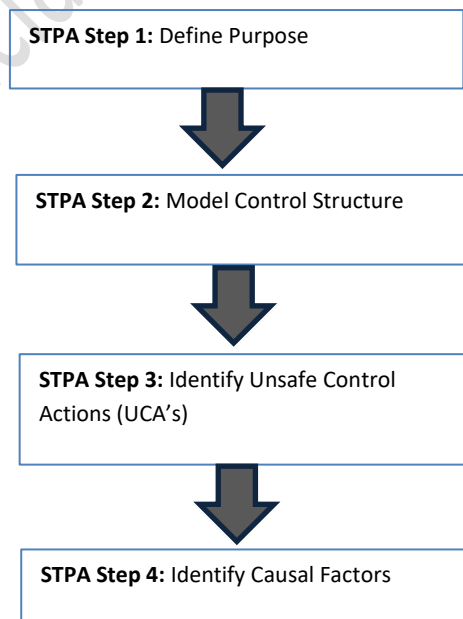 STPA Step 1: Define Purpose
STPA Step 2: Model Control Structure
STPA Step 3: Identify Unsafe Control
Actions (UCA’s)
STPA Step 4: Identify Causal Factors